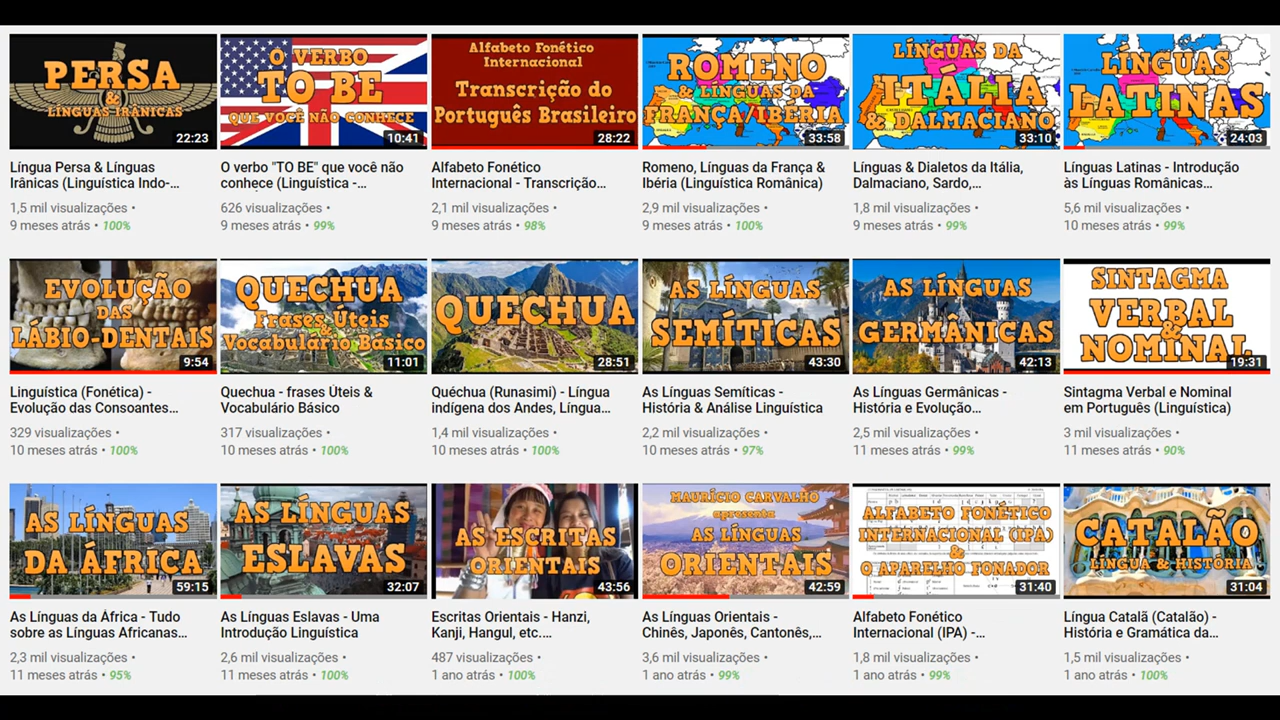 PERSA
&
LÍNGUAS IRÂNICAS
22:23
Língua Persa & Línguas
Irânicas (Linguística Indo-...
1,5 mil visualizações •
9 meses atrás • 100%
O VERBO
TO BE
QUE VOCÊ NÃO CONHECE
10:41
O verbo "TO BE" que você não
conhece (Linguística -...
626 visualizações •
9 meses atrás • 99%
Alfabeto Fonético
Internacional
Transcrição do
Português Brasileiro
28:22
Alfabeto Fonético
Internacional - Transcrição...
2,1 mil visualizações •
9 meses atrás • 98%
ROMENO
& LÍNGUAS DA
FRANÇA/IBÉRIA
33:58
Romeno, Línguas da França &
Ibéria (Linguística Românica)
2,9 mil visualizações •
9 meses atrás • 100%
LÍNGUAS DA
ITÁLIA
& DALMACIANO
33:10
Línguas & Dialetos da Itália,
Dalmaciano, Sardo,...
1,8 mil visualizações •
9 meses atrás • 99%
LÍNGUAS
LATINAS
24:03
Línguas Latinas - Introdução
às Línguas Românicas...
5,6 mil visualizações •
10 meses atrás • 99%
EVOLUÇÃO
DAS
LÁBIO-DENTAIS
9:54
Linguística (Fonética) -
Evolução das Consoantes...
329 visualizações •
10 meses atrás • 100%
QUECHUA
Frases Úteis
&
Vocabulário Básico
11:01
Quechua - frases Úteis &
Vocabulário Básico
317 visualizações •
10 meses atrás • 100%
QUECHUA
28:51
Quéchua (Runasimi) - Língua
indígena dos Andes, Língua...
1,4 mil visualizações •
10 meses atrás • 100%
AS LÍNGUAS
SEMÍTICAS
43:30
As Línguas Semíticas -
História & Análise Linguística
2,2 mil visualizações •
10 meses atrás • 97%
AS LÍNGUAS
GERMÂNICAS
42:13
As Línguas Germânicas -
História e Evolução...
2,5 mil visualizações •
11 meses atrás • 99%
SINTAGMA
VERBAL
&
NOMINAL
19:31
Sintagma Verbal e Nominal
em Português (Linguística)
3 mil visualizações •
11 meses atrás • 90%
AS LÍNGUAS
DA ÁFRICA
59:15
As Línguas da África - Tudo
sobre as Línguas Africanas...
2,3 mil visualizações •
11 meses atrás • 95%
AS LÍNGUAS
ESLAVAS
32:07
As Línguas Eslavas - Uma
Introdução Linguística
2,6 mil visualizações •
11 meses atrás • 100%
AS ESCRITAS
ORIENTAIS
43:56
Escritas Orientais - Hanzi,
Kanji, Hangul, etc....
487 visualizações •
1 ano atrás • 100%
MAURÍCIO CARVALHO
apresenta
AS LÍNGUAS
ORIENTAIS
42:59
As Línguas Orientais -
Chinês, Japonês, Cantonês,...
3,6 mil visualizações •
1 ano atrás • 99%
ALFABETO FONÉTICO
INTERNACIONAL (IPA)
&
O APARELHO FONADOR
31:40
Alfabeto Fonético
Internacional (IPA) -...
1,8 mil visualizações •
1 ano atrás • 99%
CATALÃO
LÍNGUA & HISTÓRIA
31:04
Língua Catalã (Catalão) -
História e Gramática da...
1,5 mil visualizações •
1 ano atrás • 100%